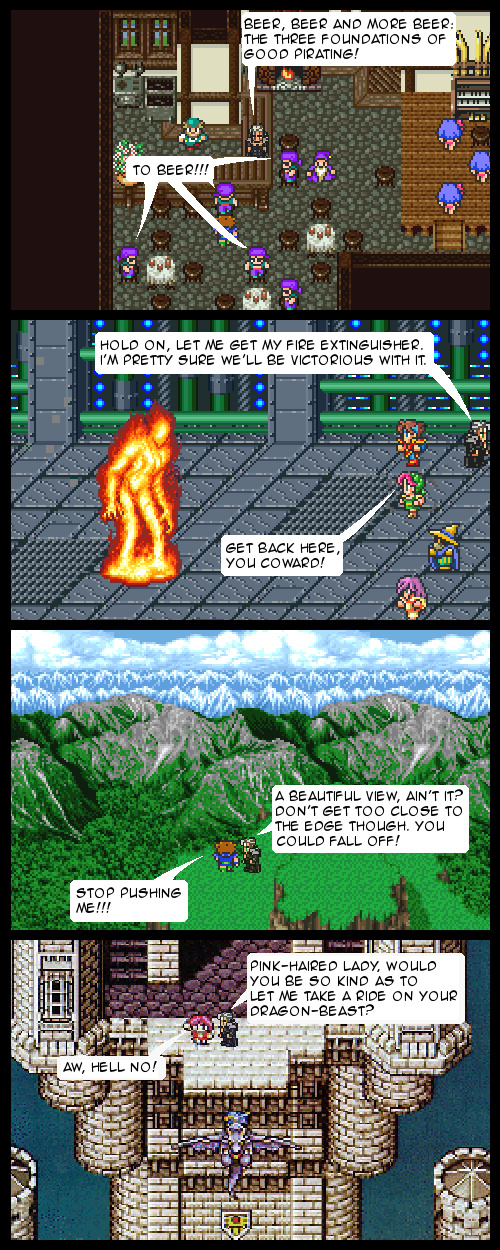 BEER, BEER AND MORE BEER:
THE THREE FOUNDATIONS OF
GOOD PIRATING!
TO BEER!!!
HOLD ON, LET ME GET MY FIRE EXTINGUISHER.
I'M PRETTY SURE WE'LL BE VICTORIOUS WITH IT.
GET BACK HERE,
YOU COWARD!
A BEAUTIFUL VIEW, AIN'T IT?
DON'T GET TOO CLOSE TO
THE EDGE THOUGH. YOU
COULD FALL OFF!
STOP PUSHING
ME!!!
PINK-HAIRED LADY, WOULD
YOU BE SO KIND AS TO
LET ME TAKE A RIDE ON YOUR
DRAGON-BEAST?
AW, HELL NO!